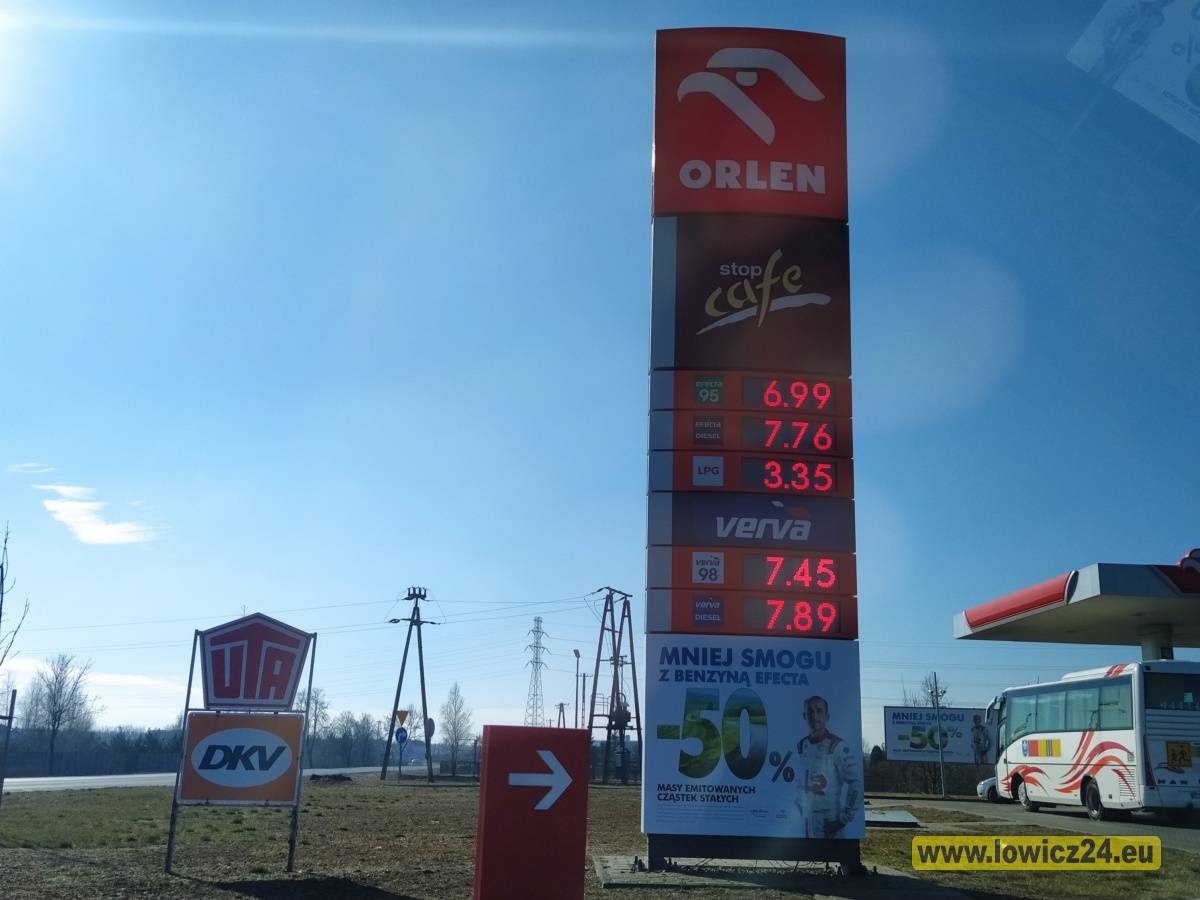 ORLEN
stop
cafe
EFECTA
95
6.99
EFECTA
DIESEL
7.76
LPG
3.35
verva
verva
98
7.45
verva
DIESEL
7.89
MNIEJ SMOGU
Z BENZYNĄ EFECTA
-50%
MASY EMITOWANYCH
CZĄSTEK STAŁYCH
UTA
DKV
MNIEJ SMOGU
50%
www.lowicz24.eu